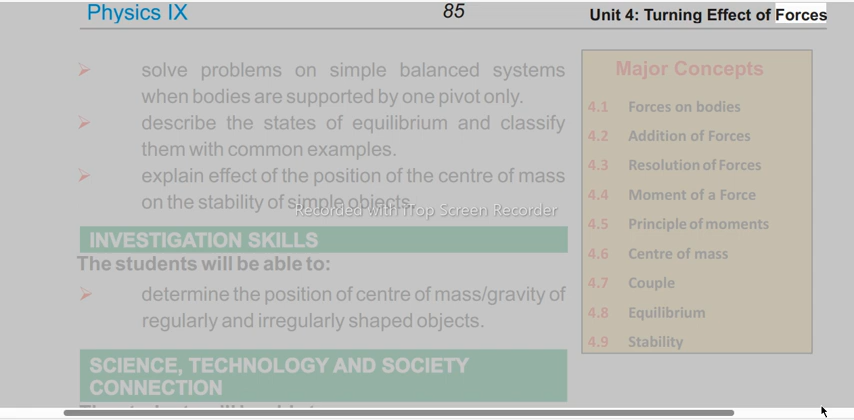 Physics IX
85
Unit 4: Turning Effect of Forces
solve problems on simple balanced systems
when bodies are supported by one pivot only.
describe the states of equilibrium and classify
them with common examples.
explain effect of the position of the centre of mass
on the stability of simple objects.
Recorded with iTop Screen Recorder
INVESTIGATION SKILLS
The students will be able to:
determine the position of centre of mass/gravity of
regularly and irregularly shaped objects.
SCIENCE, TECHNOLOGY AND SOCIETY
CONNECTION
Major Concepts
4.1 Forces on bodies
4.2 Addition of Forces
4.3 Resolution of Forces
4.4 Moment of a Force
4.5 Principle of moments
4.6 Centre of mass
4.7 Couple
4.8 Equilibrium
4.9 Stability